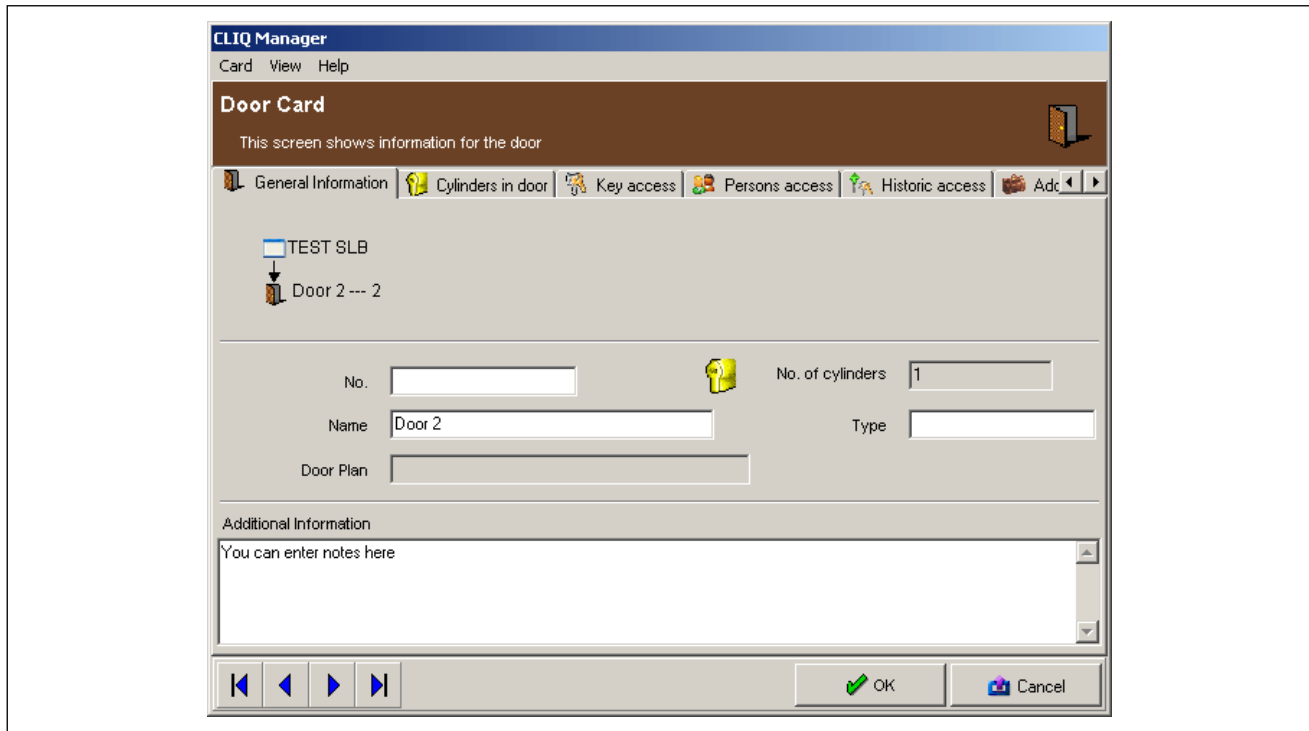 CLIQ Manager
Card View Help
Door Card
This screen shows information for the door
General Information Cylinders in door Key access Persons access Historic access Add
TEST SLB
Door 2 --- 2
No. No. of cylinders 1
Name Door 2 Type
Door Plan
Additional Information
You can enter notes here
OK Cancel